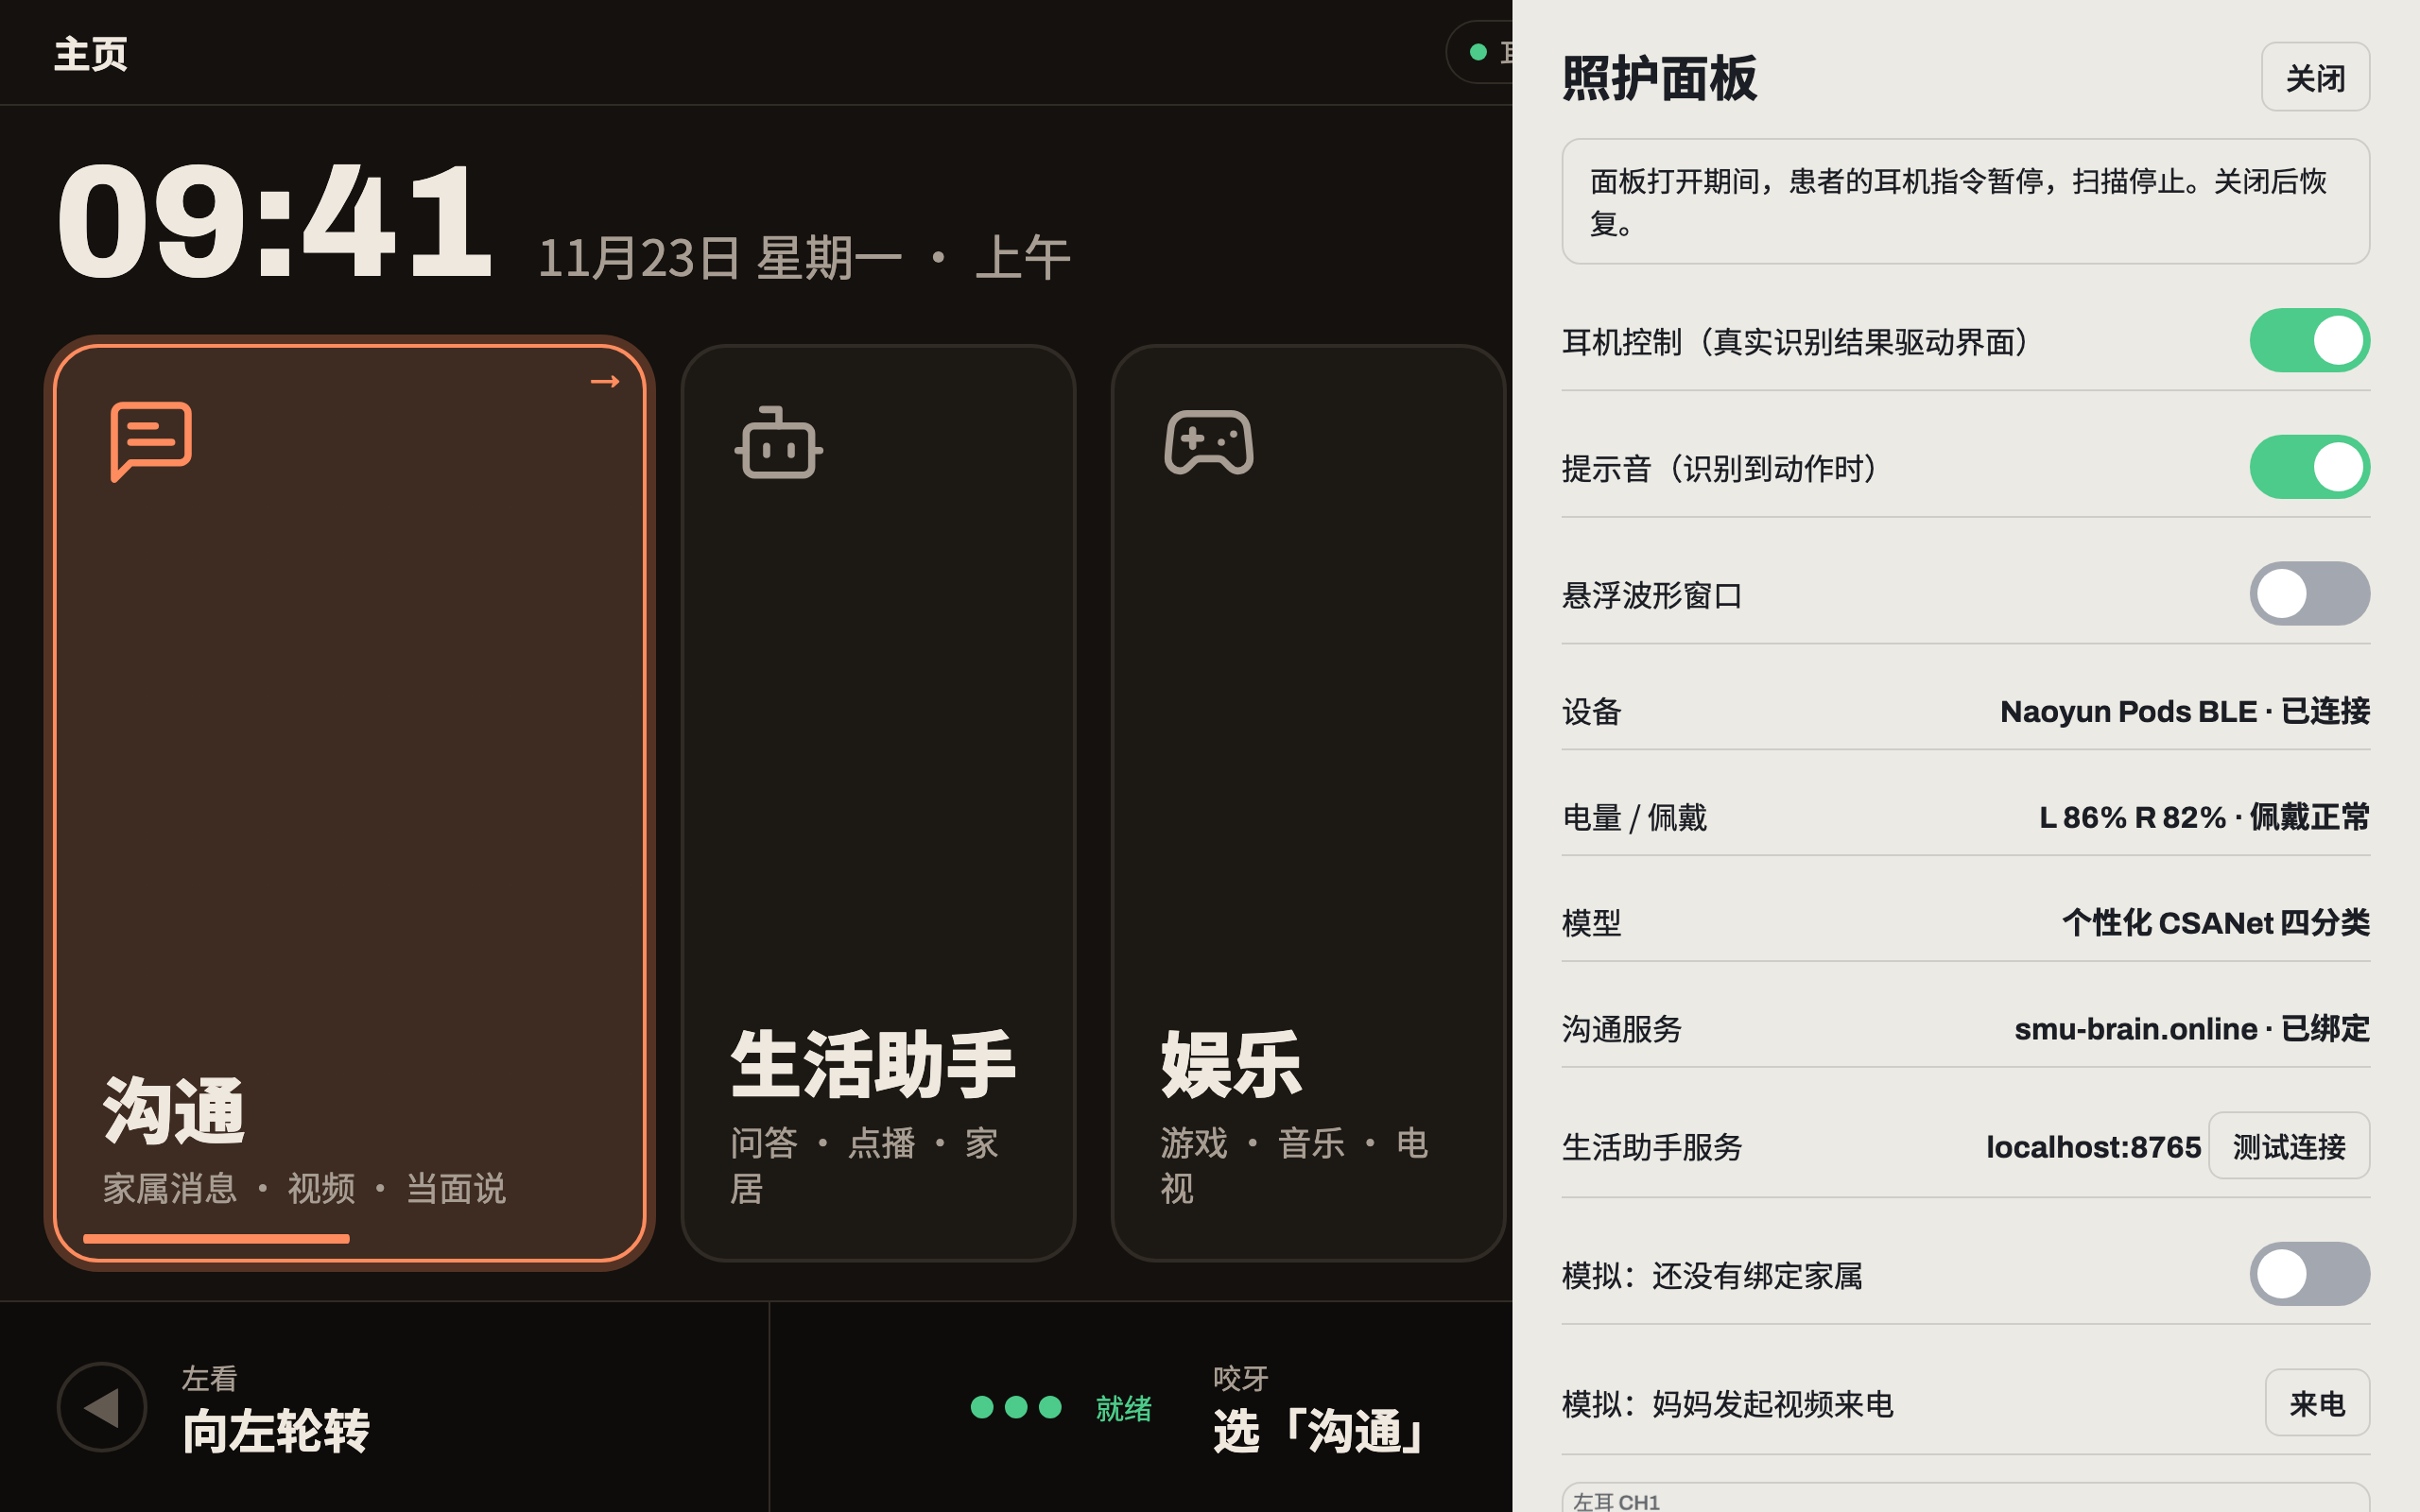 主页
09:41
11月23日 星期一 · 上午
→
沟通
家属消息 · 视频 · 当面说
生活助手
问答 · 点播 · 家
居
娱乐
游戏 · 音乐 · 电
视
左看
向左轮转
就绪
咬牙
选「沟通」
照护面板
关闭
面板打开期间，患者的耳机指令暂停，扫描停止。关闭后恢
复。
耳机控制（真实识别结果驱动界面）
提示音（识别到动作时）
悬浮波形窗口
设备
Naoyun Pods BLE · 已连接
电量 / 佩戴
L 86% R 82% · 佩戴正常
模型
个性化 CSANet 四分类
沟通服务
smu-brain.online · 已绑定
生活助手服务
localhost:8765
测试连接
模拟：还没有绑定家属
模拟：妈妈发起视频来电
来电
左耳 CH1